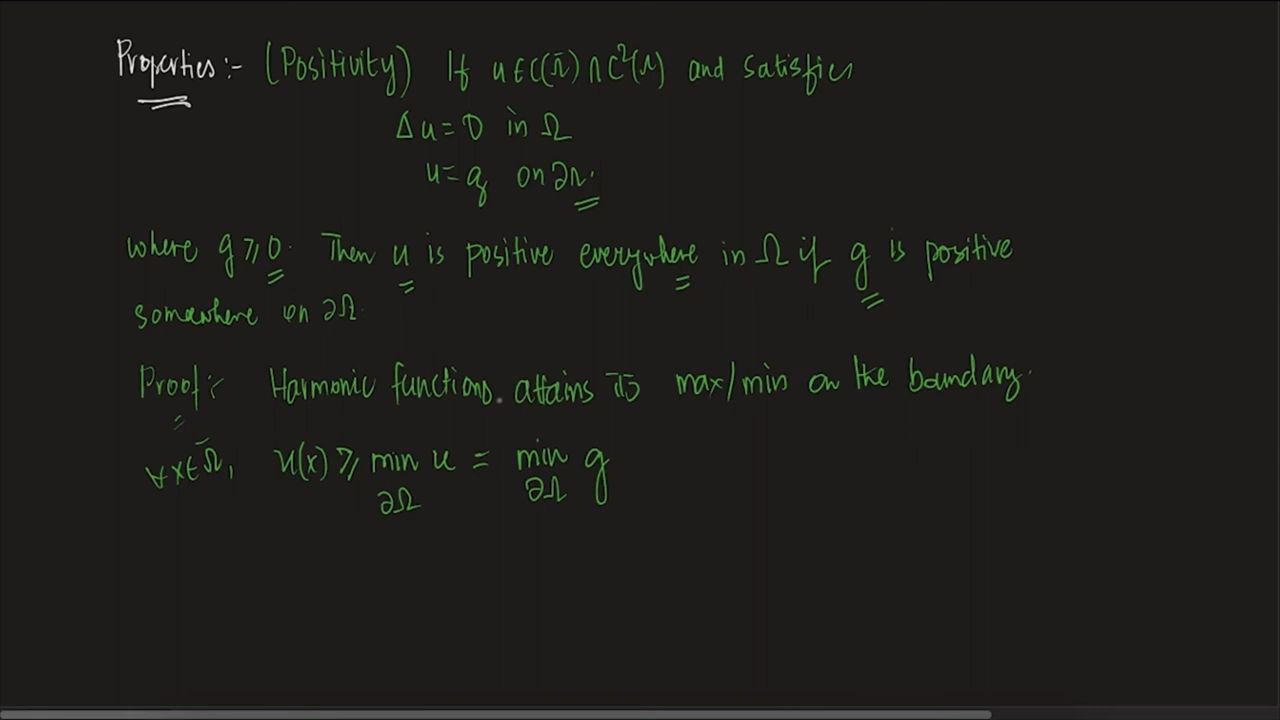 Properties:- (Positivity) If u∈C(Ω̄)∩C²(Ω) and satisfies
Δu=0 in Ω
u=g on ∂Ω.
where g≥0. Then u is positive everywhere in Ω if g is positive
somewhere on ∂Ω.
Proof:- Harmonic functions attains its max/min on the boundary.
∀x∈Ω̄, u(x) ≥ min u = min g
∂Ω ∂Ω